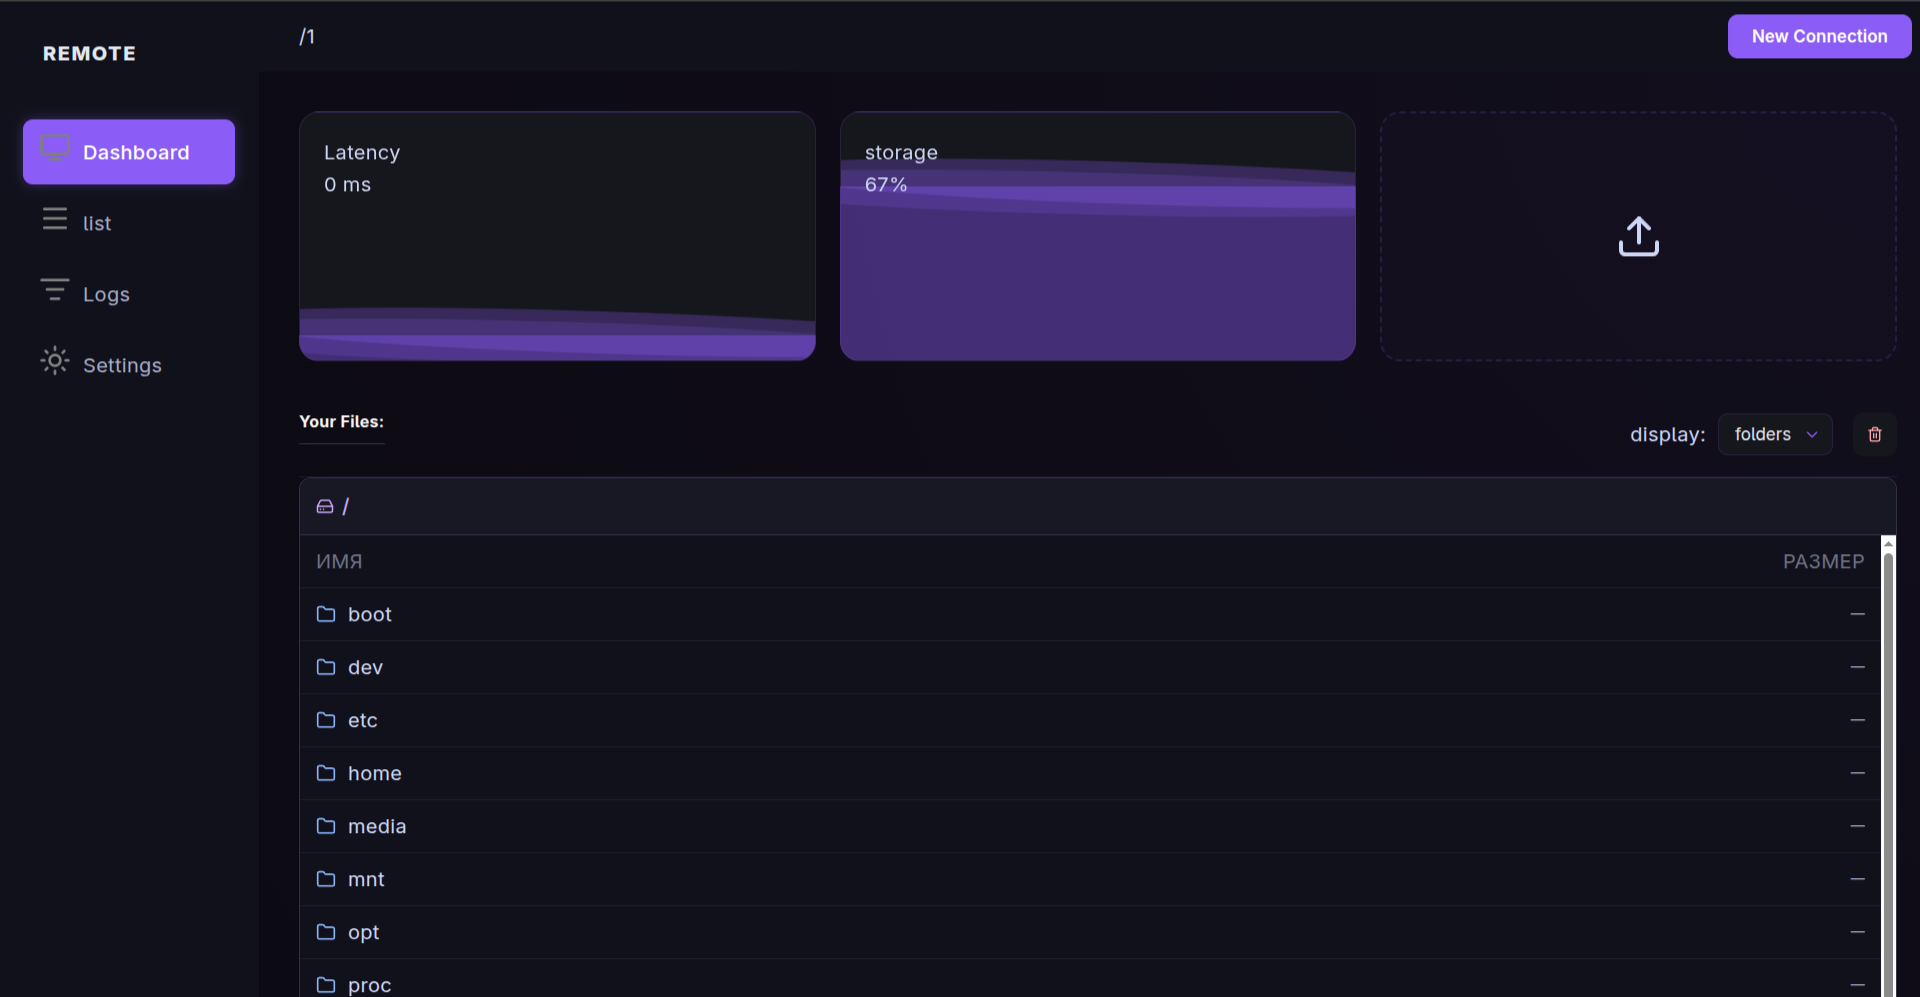 REMOTE
/1
New Connection
Dashboard
list
Logs
Settings
Latency
0 ms
storage
67%
Your Files:
display:
folders
/
ИМЯ
РАЗМЕР
boot
—
dev
—
etc
—
home
—
media
—
mnt
—
opt
—
proc
—